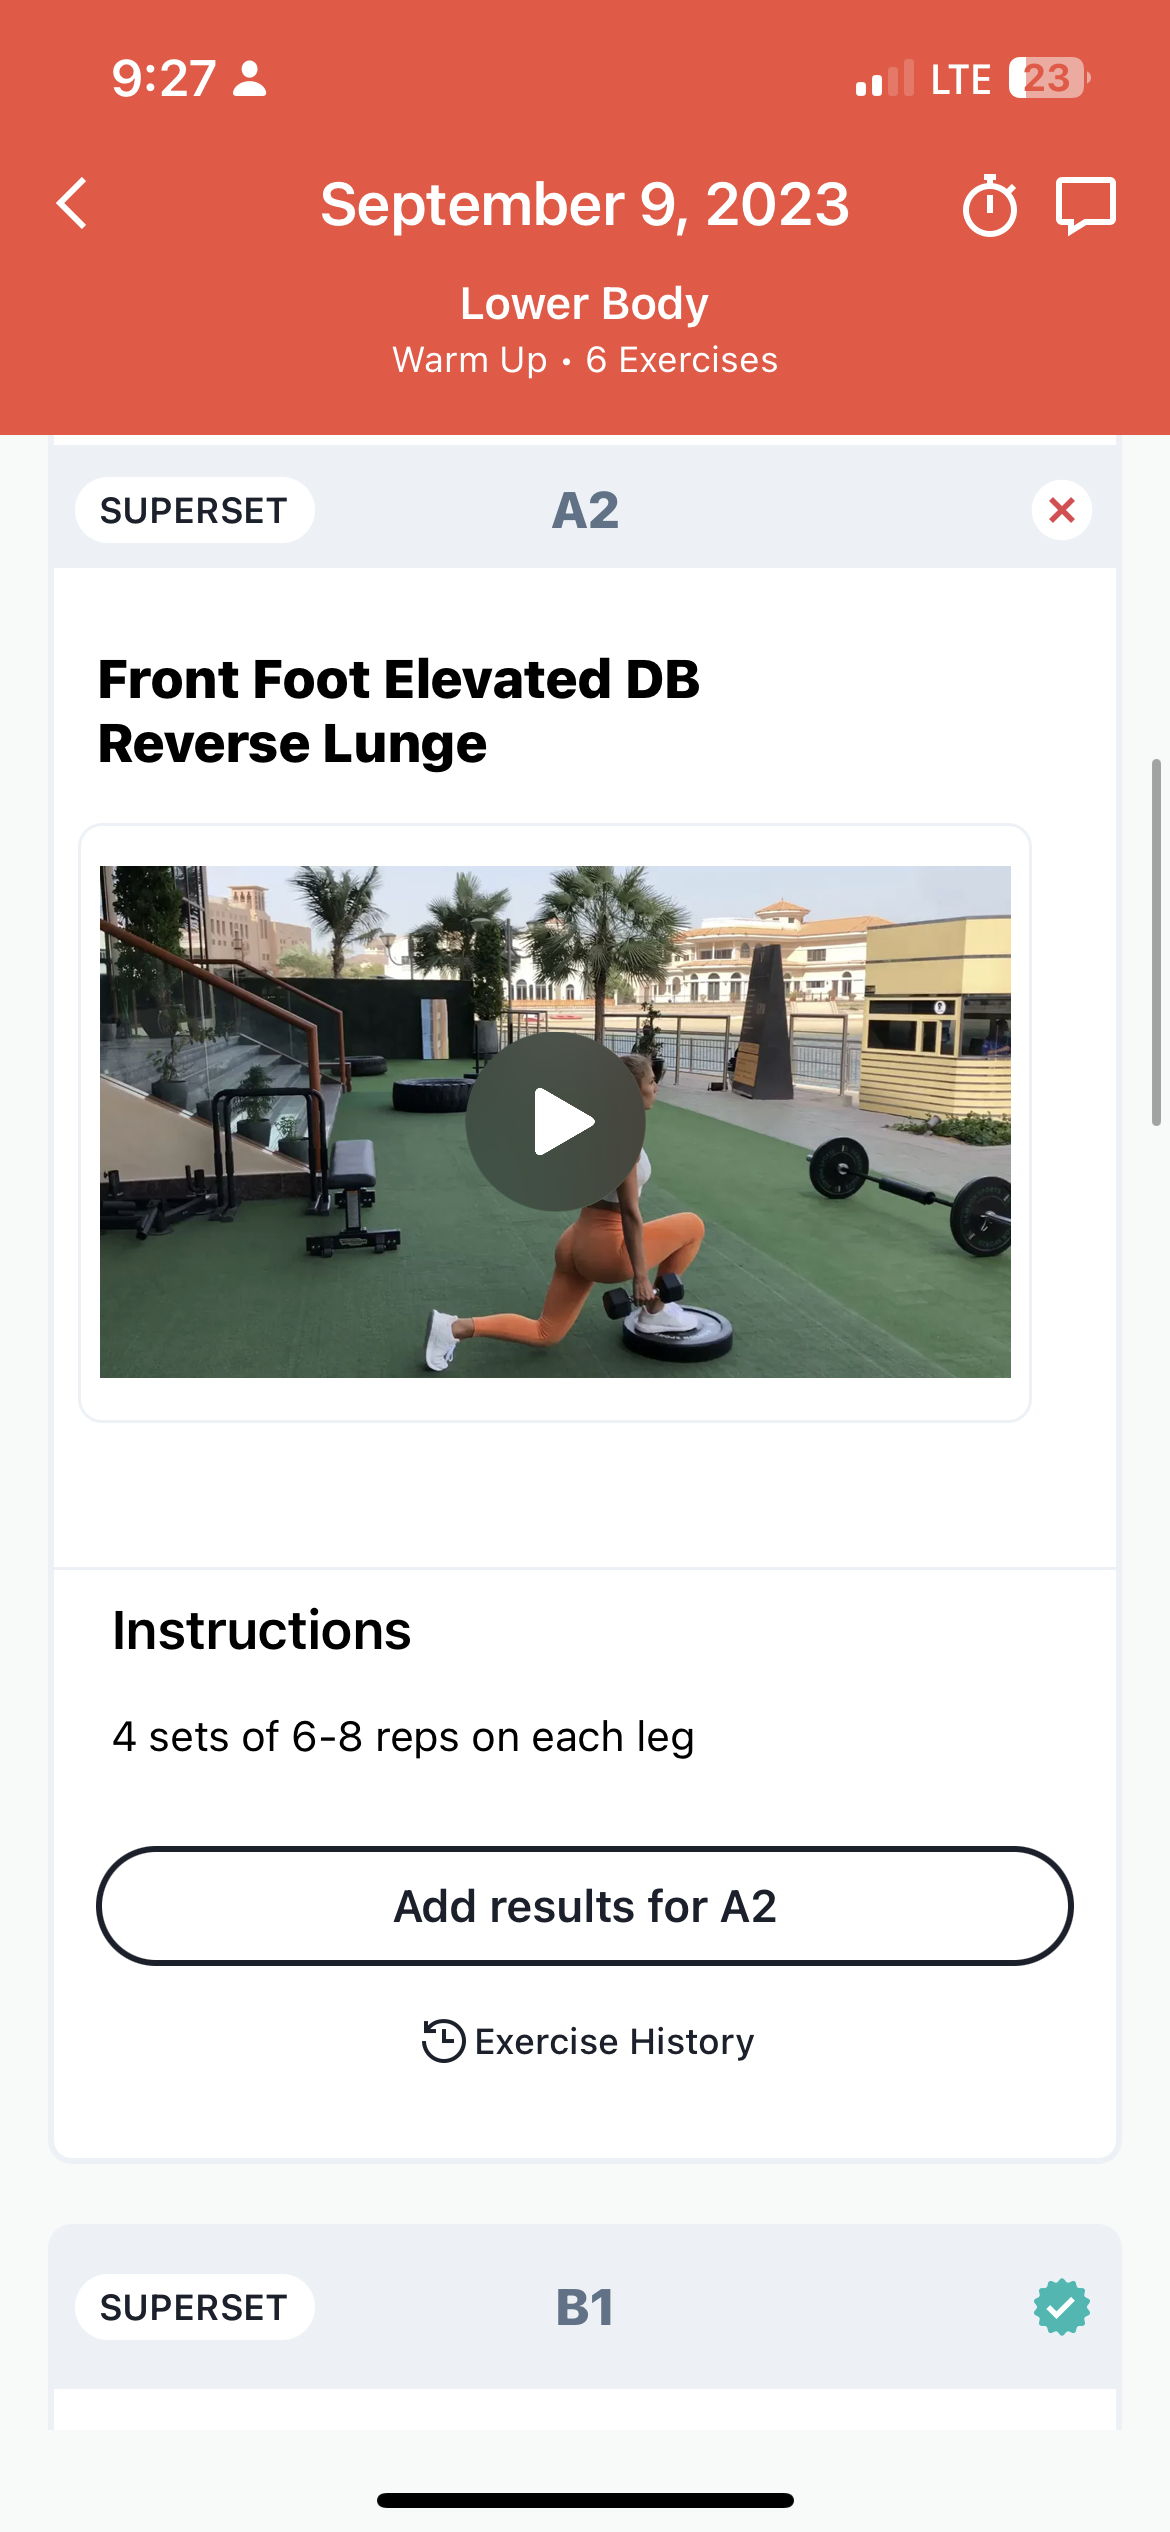 9:27
LTE 23
September 9, 2023
Lower Body
Warm Up • 6 Exercises
SUPERSET A2
Front Foot Elevated DB
Reverse Lunge
Instructions
4 sets of 6-8 reps on each leg
Add results for A2
Exercise History
SUPERSET B1